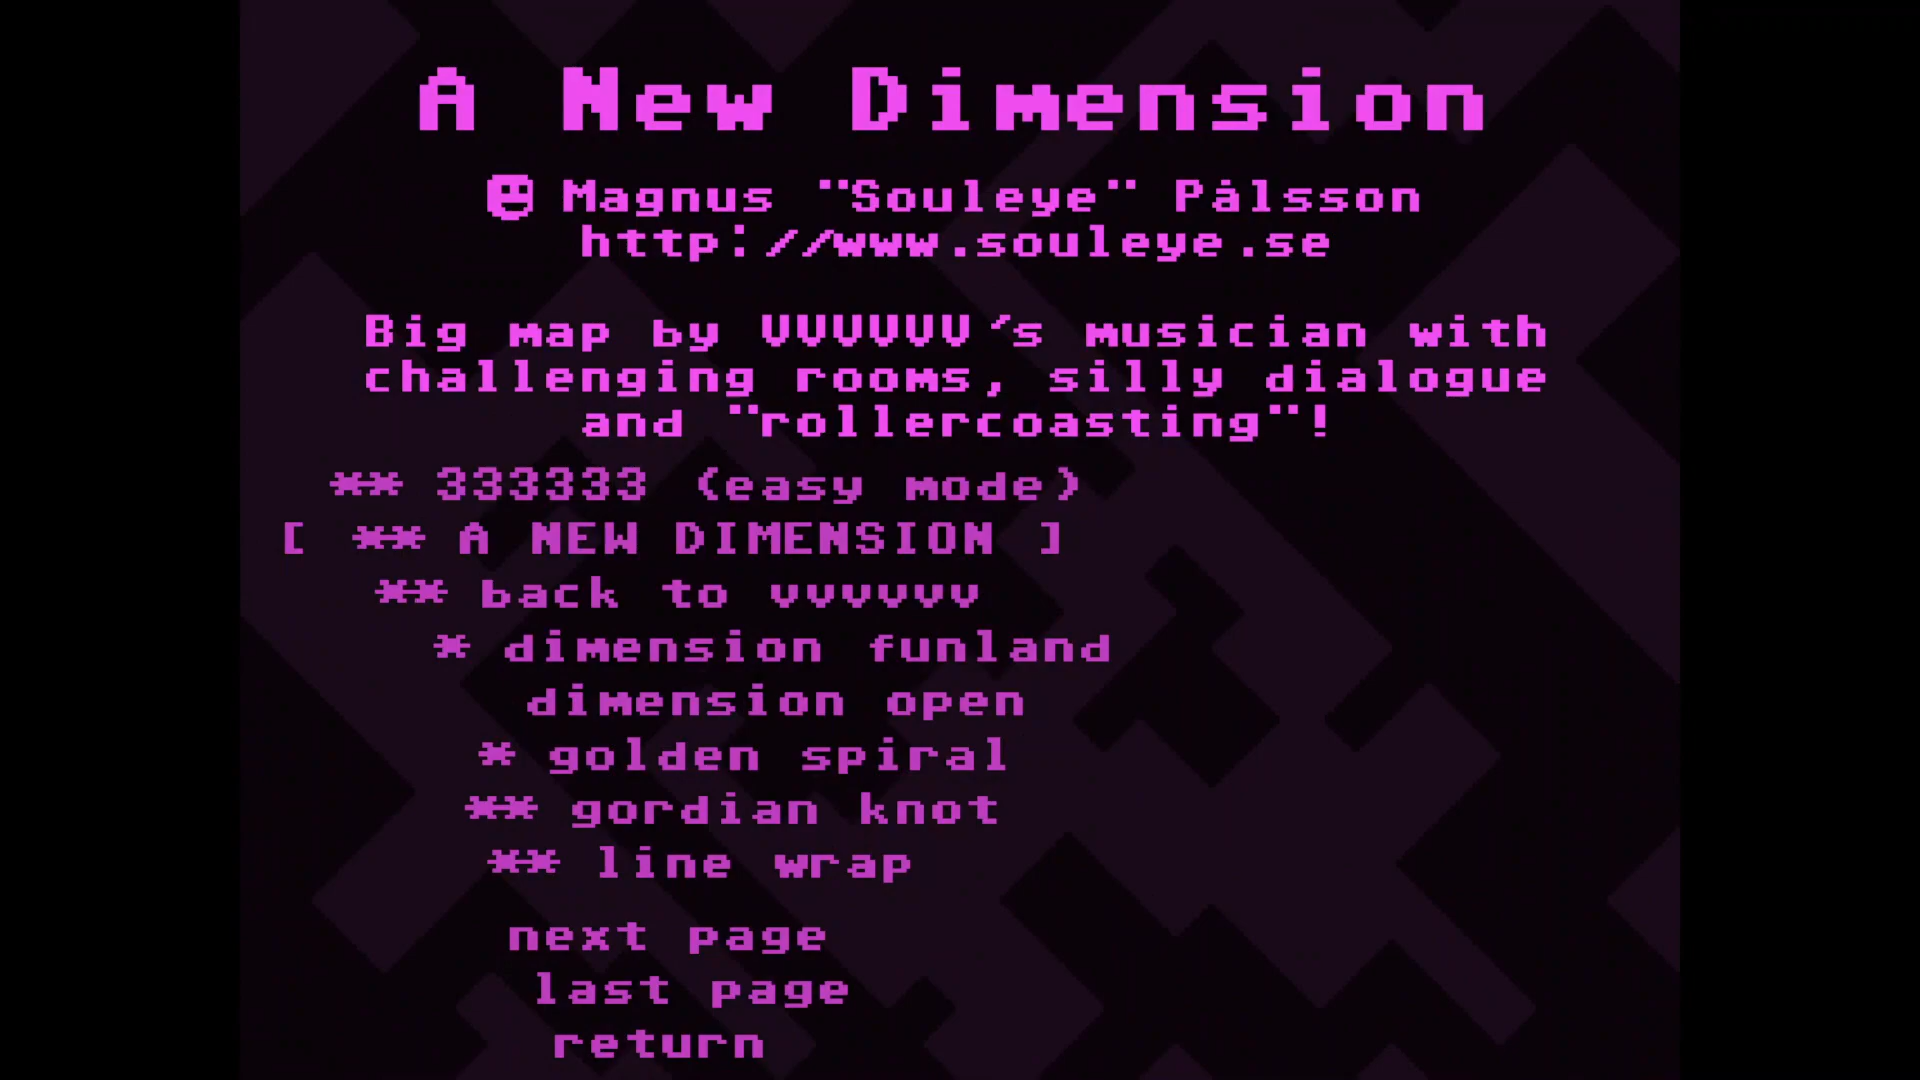 A New Dimension
Magnus "Souleye" Pålsson
http://www.souleye.se
Big map by VVVVVV's musician with
challenging rooms, silly dialogue
and "rollercoasting"!
** 333333 (easy mode)
[ ** A NEW DIMENSION ]
** back to vvvvvv
* dimension funland
dimension open
* golden spiral
** gordian knot
** line wrap
next page
last page
return